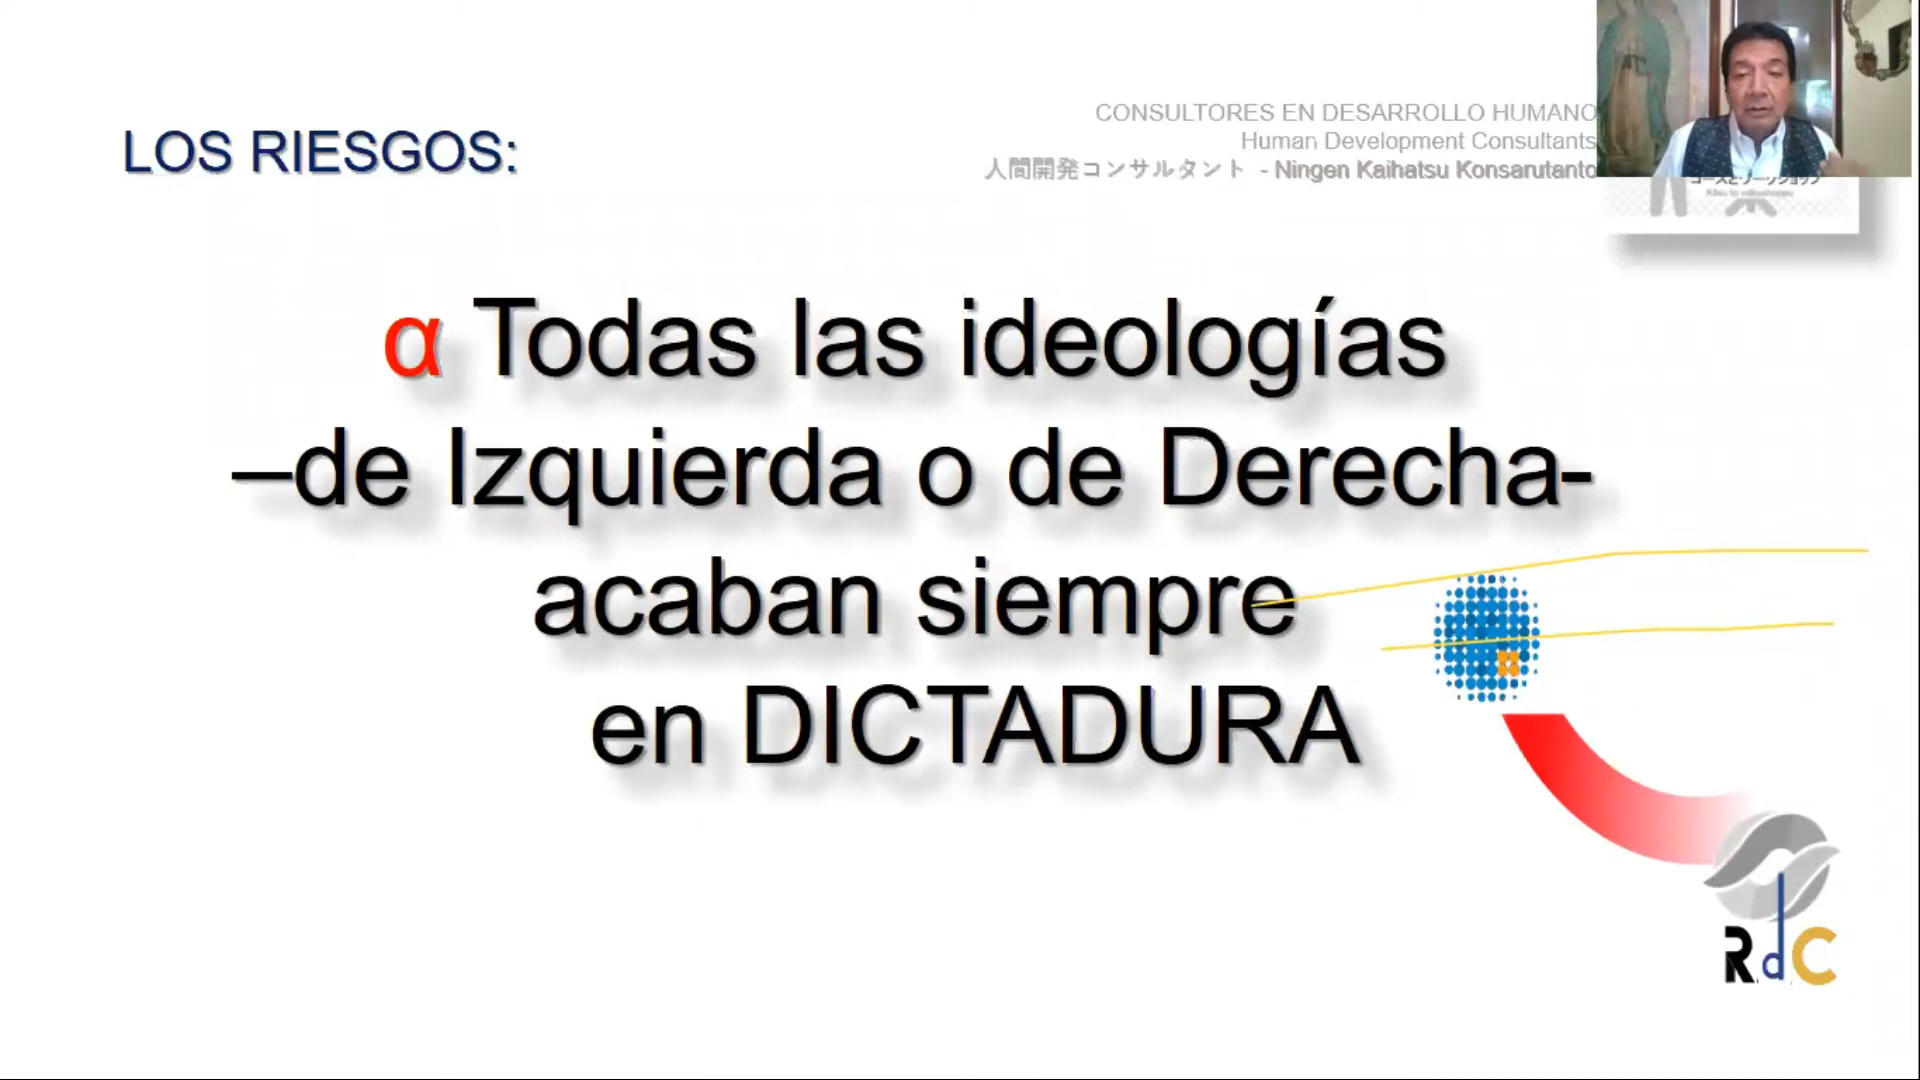 LOS RIESGOS:
CONSULTORES EN DESARROLLO HUMANO
Human Development Consultants
人間開発コンサルタント - Ningen Kaihatsu Konsarutanto
α Todas las ideologías
–de Izquierda o de Derecha-
acaban siempre
en DICTADURA
R.d.C